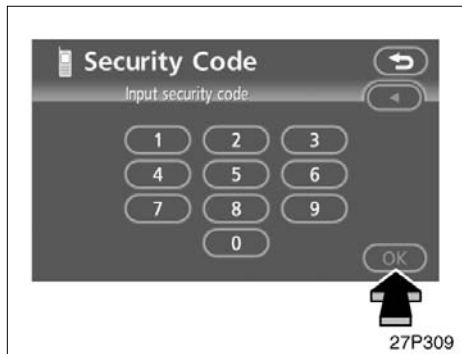 Security Code
Input security code
1 2 3
4 5 6
7 8 9
0
OK
27P309